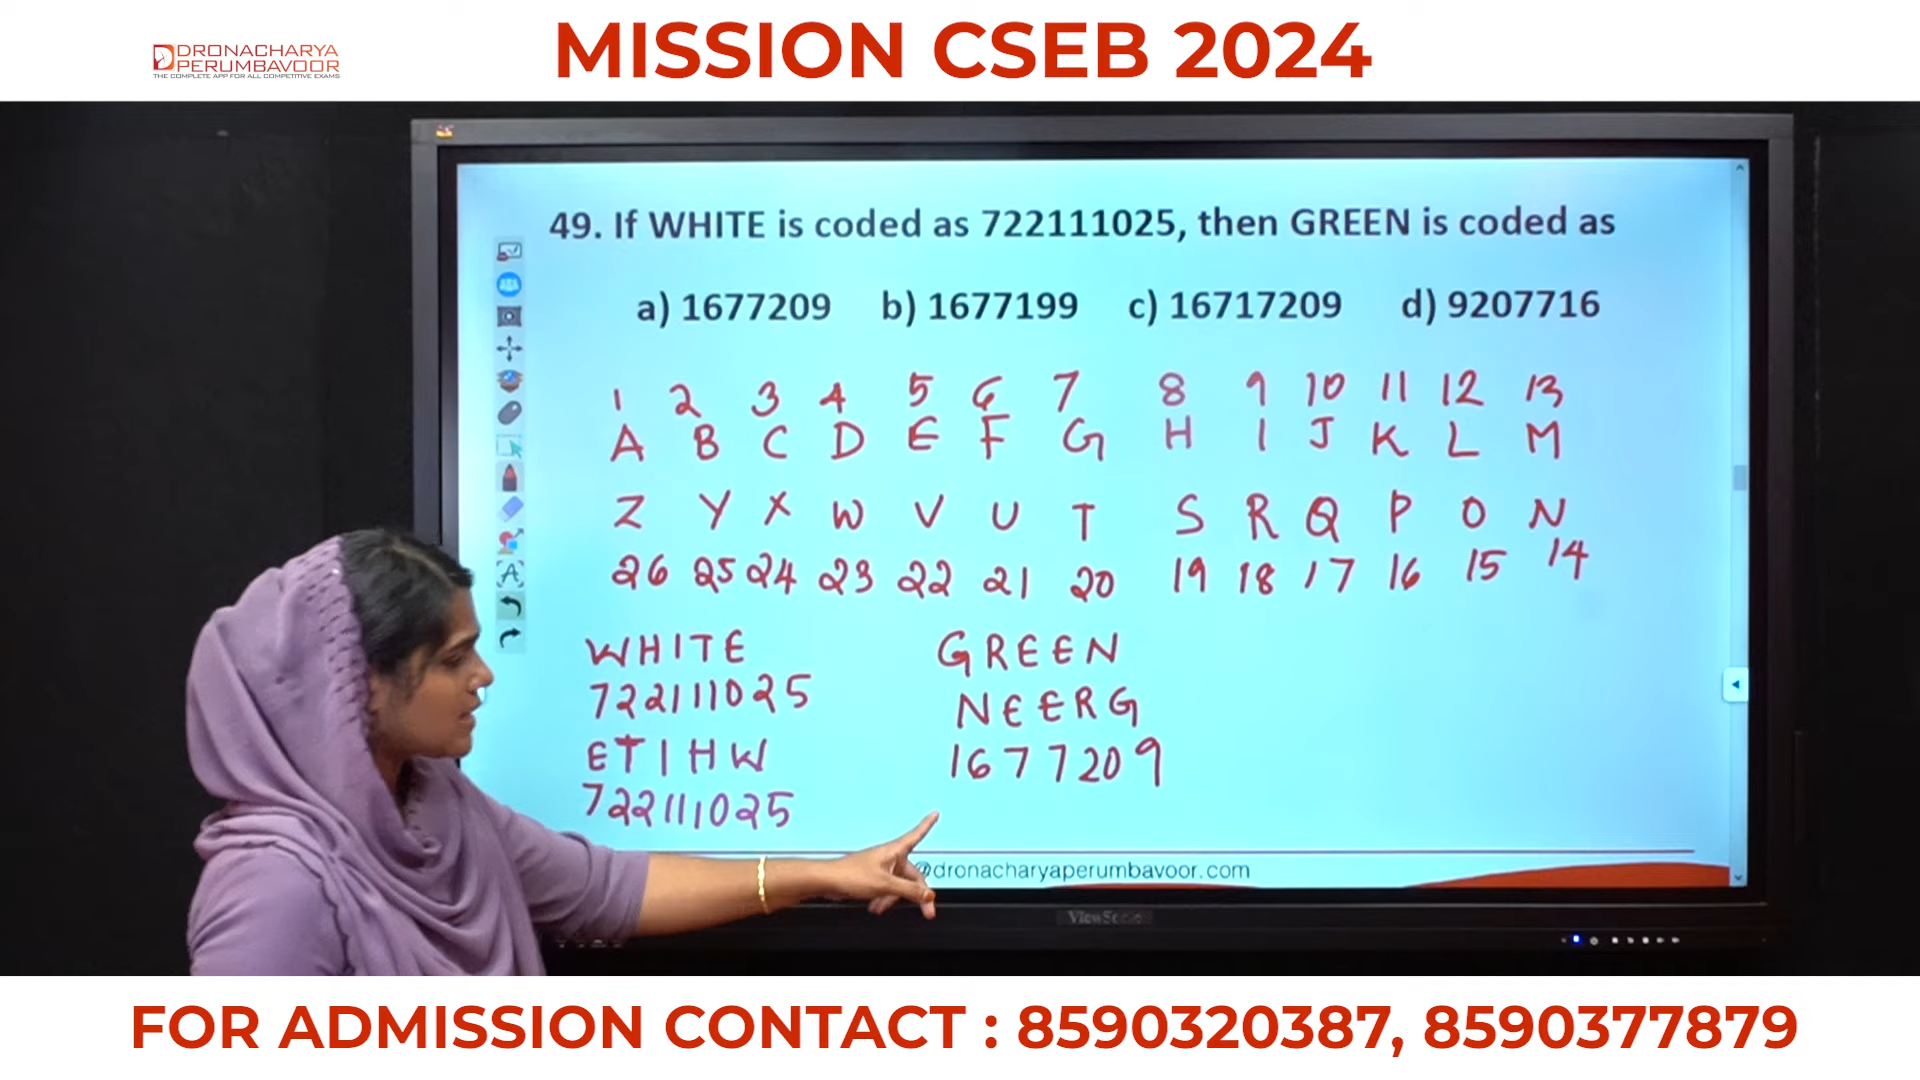 DRONACHARYA
PERUMBAVOOR
THE COMPLETE APP FOR ALL COMPETITIVE EXAMS
MISSION CSEB 2024
49. If WHITE is coded as 722111025, then GREEN is coded as
a) 1677209 b) 1677199 c) 16717209 d) 9207716
1 2 3 4 5 6 7 8 9 10 11 12 13
A B C D E F G H I J K L M
Z Y X W V U T S R Q P O N
26 25 24 23 22 21 20 19 18 17 16 15 14
WHITE
722111025
ETIHW
722111025
GREEN
NEERG
1677209
@dronacharyaperumbavoor.com
ViewSonic
FOR ADMISSION CONTACT : 8590320387, 8590377879